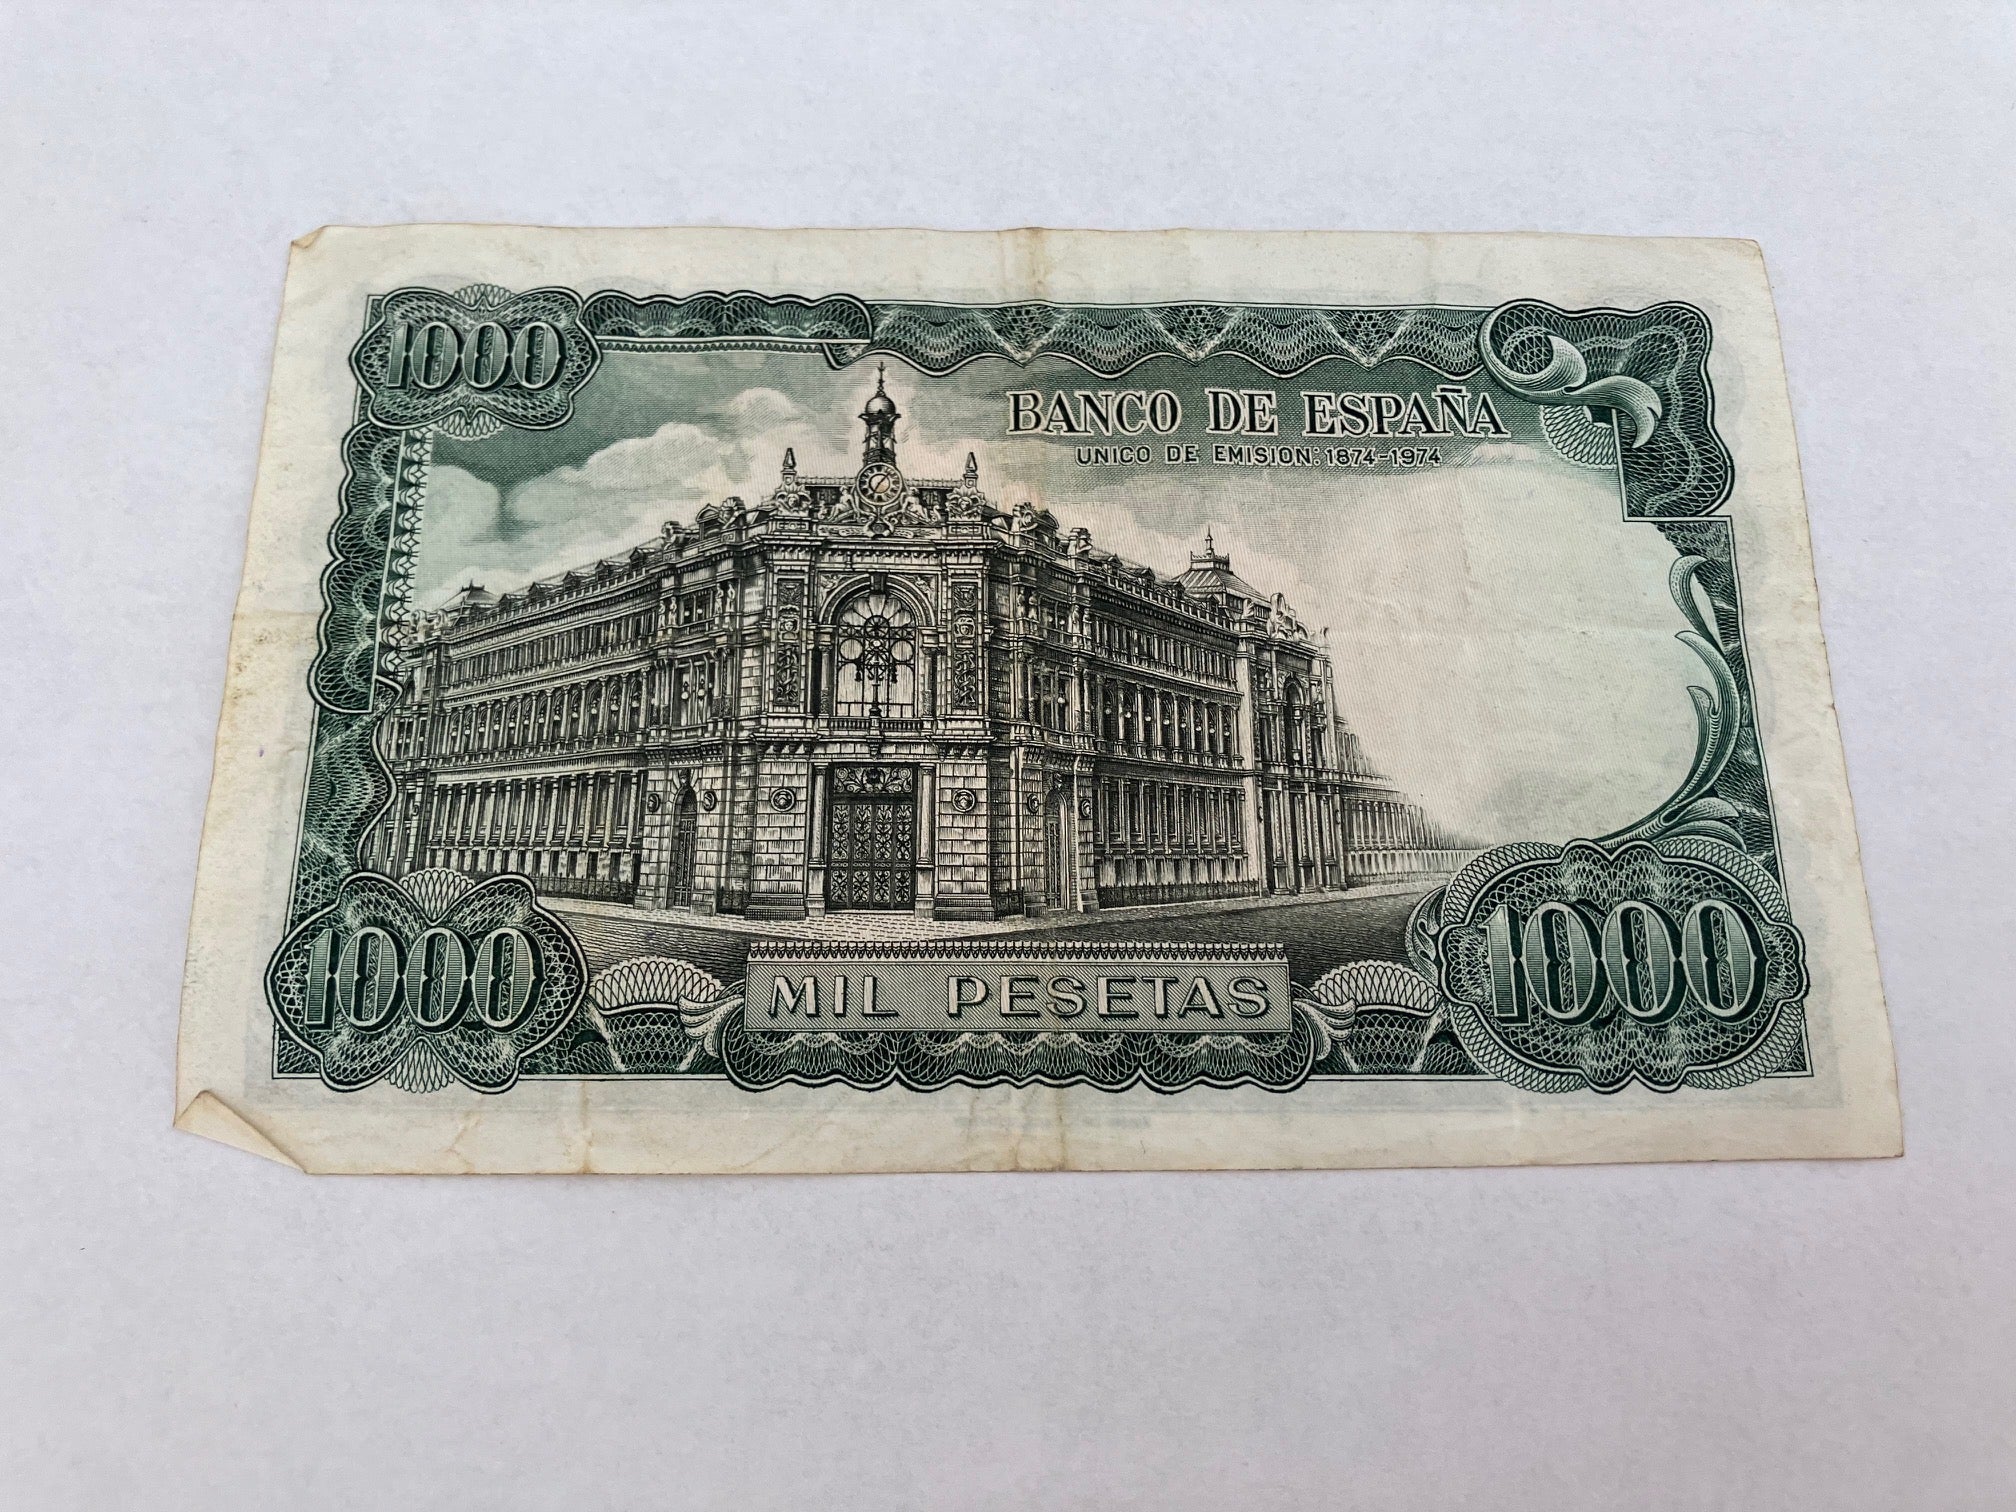 1000
BANCO DE ESPAÑA
UNICO DE EMISION: 1874-1974
1000
MIL PESETAS
1000